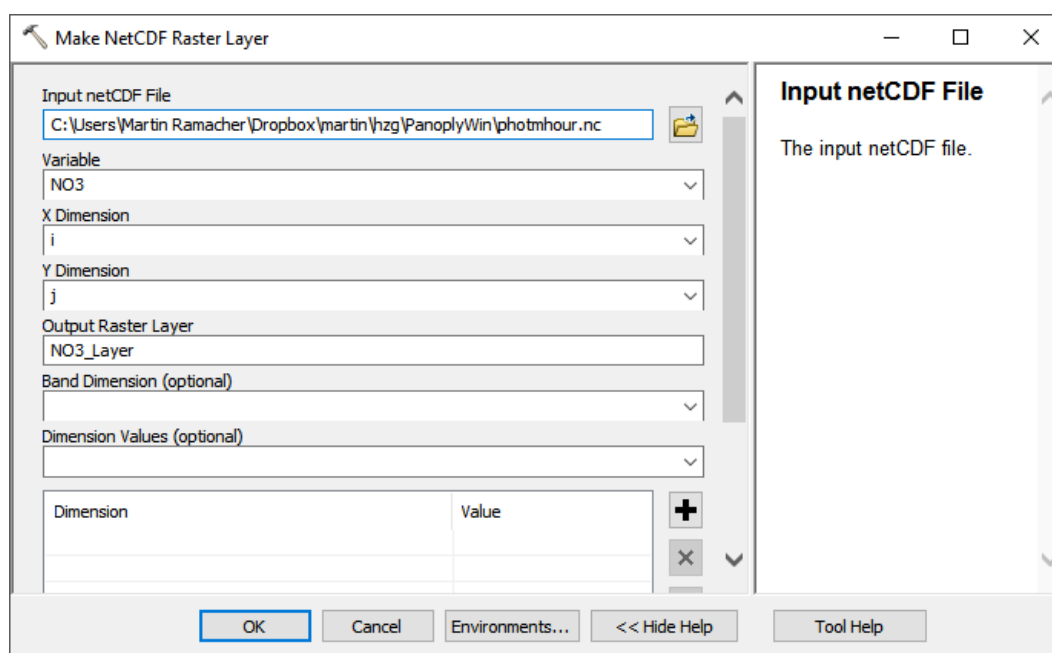 Make NetCDF Raster Layer
Input netCDF File
C:\Users\Martin Ramacher\Dropbox\martin\hzg\PanoplyWin\photmhour.nc
Variable
NO3
X Dimension
i
Y Dimension
j
Output Raster Layer
NO3_Layer
Band Dimension (optional)
Dimension Values (optional)
Dimension Value
Input netCDF File
The input netCDF file.
OK Cancel Environments... << Hide Help Tool Help